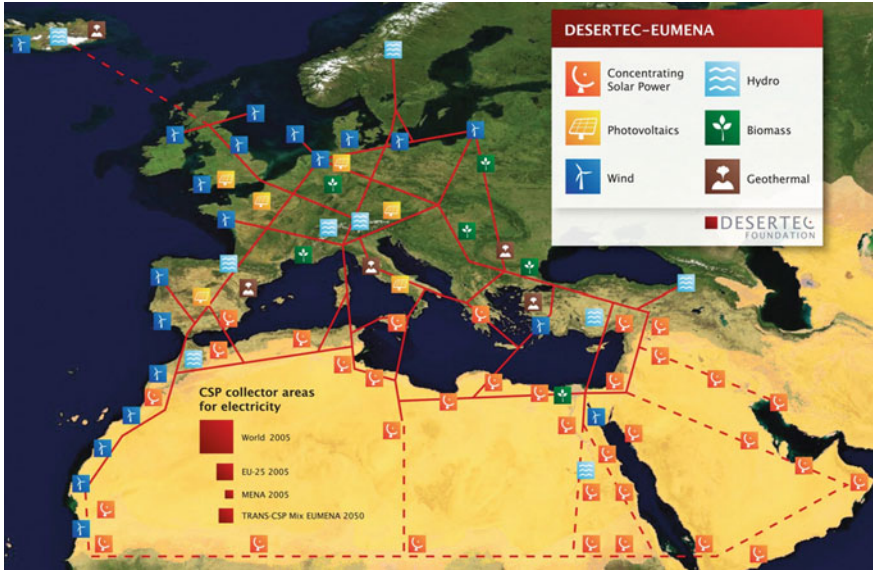 DESERTEC–EUMENA
Concentrating
Solar Power
Hydro
Photovoltaics
Biomass
Wind
Geothermal
DESERTEC
FOUNDATION
CSP collector areas
for electricity
World 2005
EU-25 2005
MENA 2005
TRANS-CSP Mix EUMENA 2050